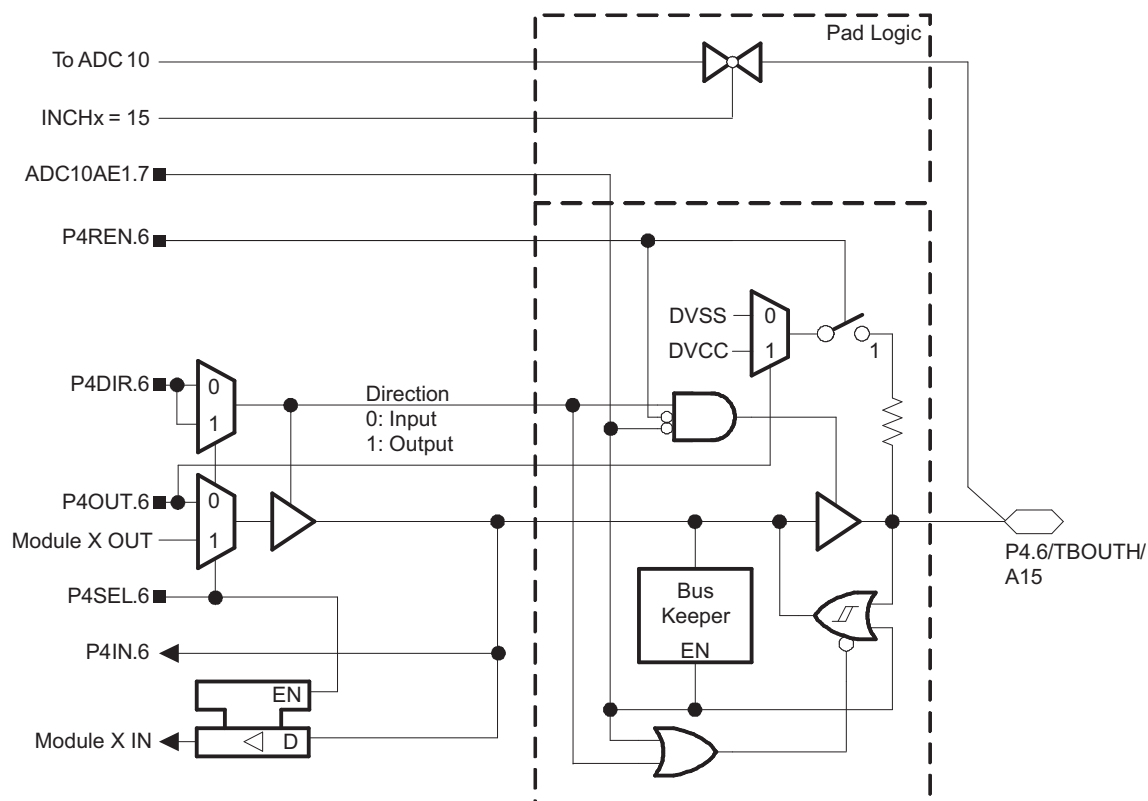 Pad Logic
To ADC 10
INCHx = 15
ADC10AE1.7
P4REN.6
DVSS
0
DVCC
1
1
P4DIR.6
0
1
Direction
0: Input
1: Output
P4OUT.6
0
Module X OUT
1
P4.6/TBOUTH/
A15
P4SEL.6
Bus
Keeper
EN
P4IN.6
EN
Module X IN
D